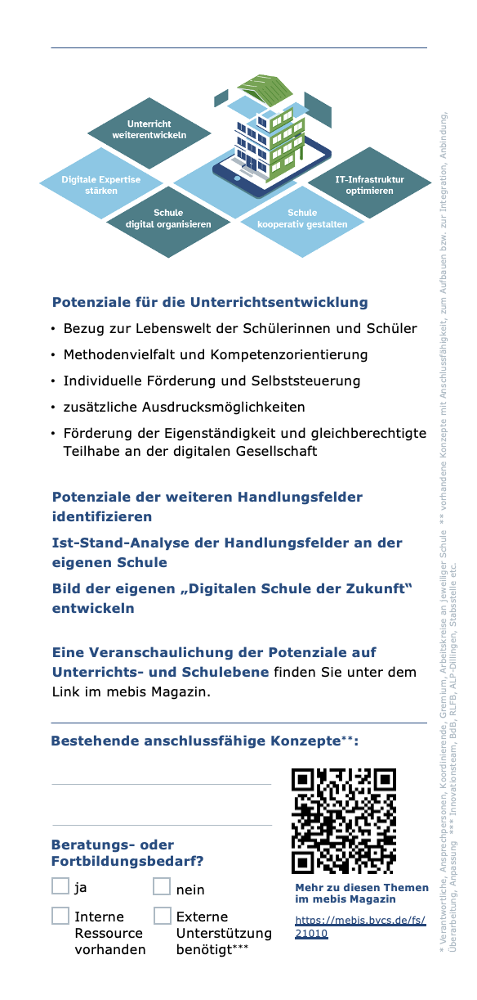 Unterricht
weiterentwickeln
Digitale Expertise
stärken
IT-Infrastruktur
optimieren
Schule
digital organisieren
Schule
kooperativ gestalten
Potenziale für die Unterrichtsentwicklung
• Bezug zur Lebenswelt der Schülerinnen und Schüler
• Methodenvielfalt und Kompetenzorientierung
• Individuelle Förderung und Selbststeuerung
• zusätzliche Ausdrucksmöglichkeiten
• Förderung der Eigenständigkeit und gleichberechtigte
Teilhabe an der digitalen Gesellschaft
Potenziale der weiteren Handlungsfelder
identifizieren
Ist-Stand-Analyse der Handlungsfelder an der
eigenen Schule
Bild der eigenen „Digitalen Schule der Zukunft“
entwickeln
Eine Veranschaulichung der Potenziale auf
Unterrichts- und Schulebene finden Sie unter dem
Link im mebis Magazin.
Bestehende anschlussfähige Konzepte**:
Beratungs- oder
Fortbildungsbedarf?
ja
nein
Interne
Ressource
vorhanden
Externe
Unterstützung
benötigt***
Mehr zu diesen Themen
im mebis Magazin
https://mebis.bycs.de/fs/
21010
* Verantwortliche, Ansprechpersonen, Koordinierende, Gremium, Arbeitskreise an jeweiliger Schule ** vorhandene Konzepte mit Anschlussfähigkeit, zum Aufbauen bzw. zur Integration, Anbindung,
Überarbeitung, Anpassung *** Innovationsteam, BdB, RLFB, ALP-Dillingen, Stabsstelle etc.